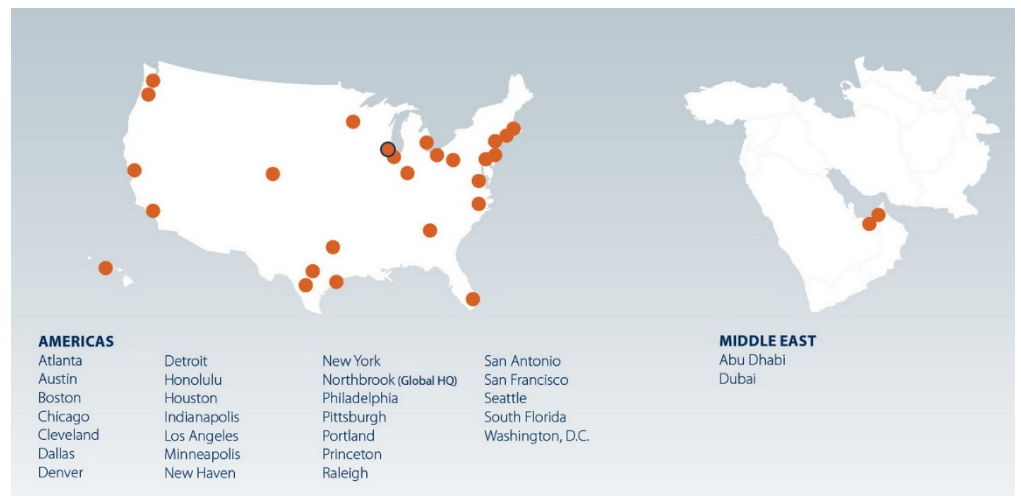 AMERICAS
Atlanta
Austin
Boston
Chicago
Cleveland
Dallas
Denver
Detroit
Honolulu
Houston
Indianapolis
Los Angeles
Minneapolis
New Haven
New York
Northbrook (Global HQ)
Philadelphia
Pittsburgh
Portland
Princeton
Raleigh
San Antonio
San Francisco
Seattle
South Florida
Washington, D.C.
MIDDLE EAST
Abu Dhabi
Dubai